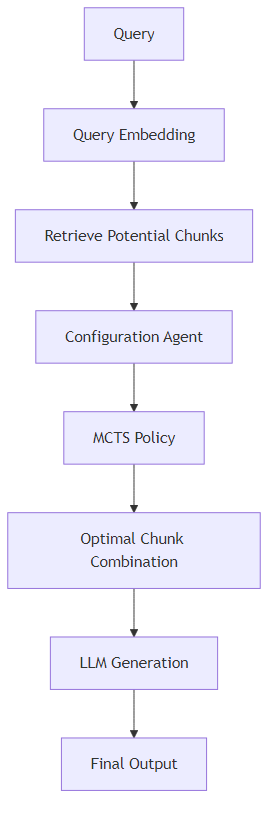 Query
Query Embedding
Retrieve Potential Chunks
Configuration Agent
MCTS Policy
Optimal Chunk
Combination
LLM Generation
Final Output